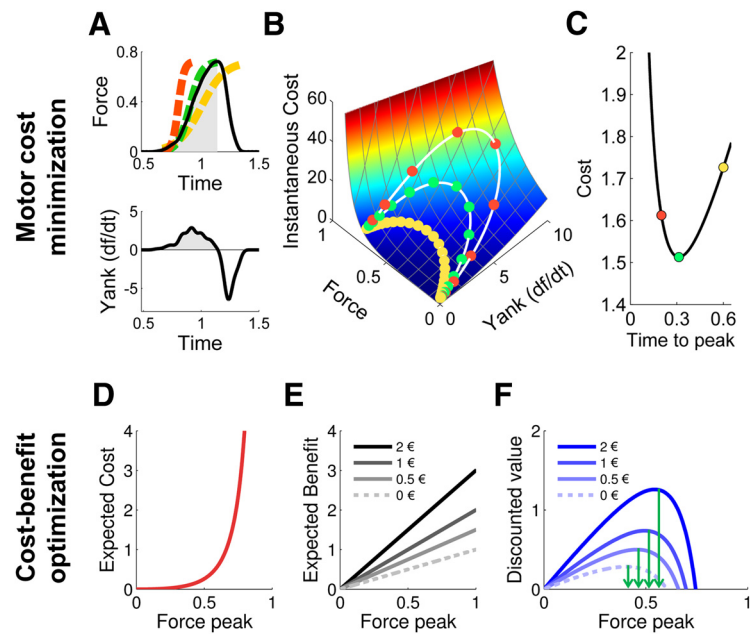 A
B
C
Motor cost
minimization
Force
0.8
0.4
0
0.5
1
1.5
Time
Yank (df/dt)
5
0
-5
0.5
1
1.5
Time
Instantaneous Cost
60
40
20
0
1
0.5
0
Force
0
5
10
Yank (df/dt)
Cost
2
1.9
1.8
1.7
1.6
1.5
1.4
0
0.3
0.6
Time to peak
D
E
F
Cost-benefit
optimization
Expected Cost
4
3
2
1
0
0
0.5
1
Force peak
Expected Benefit
4
3
2
1
0
2 €
1 €
0.5 €
0 €
0
0.5
1
Force peak
Discounted value
2
1
0
2 €
1 €
0.5 €
0 €
0
0.5
1
Force peak